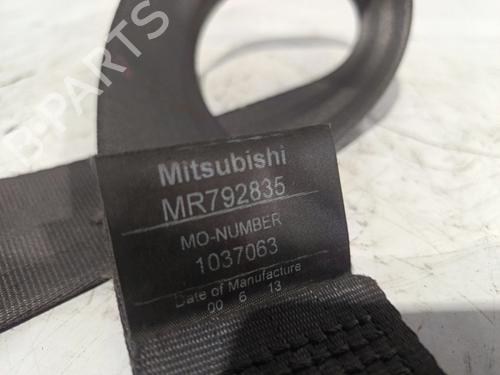 B-PARTS
Mitsubishi
MR792835
MO-NUMBER
1037063
Date of Manufacture
00 6 13